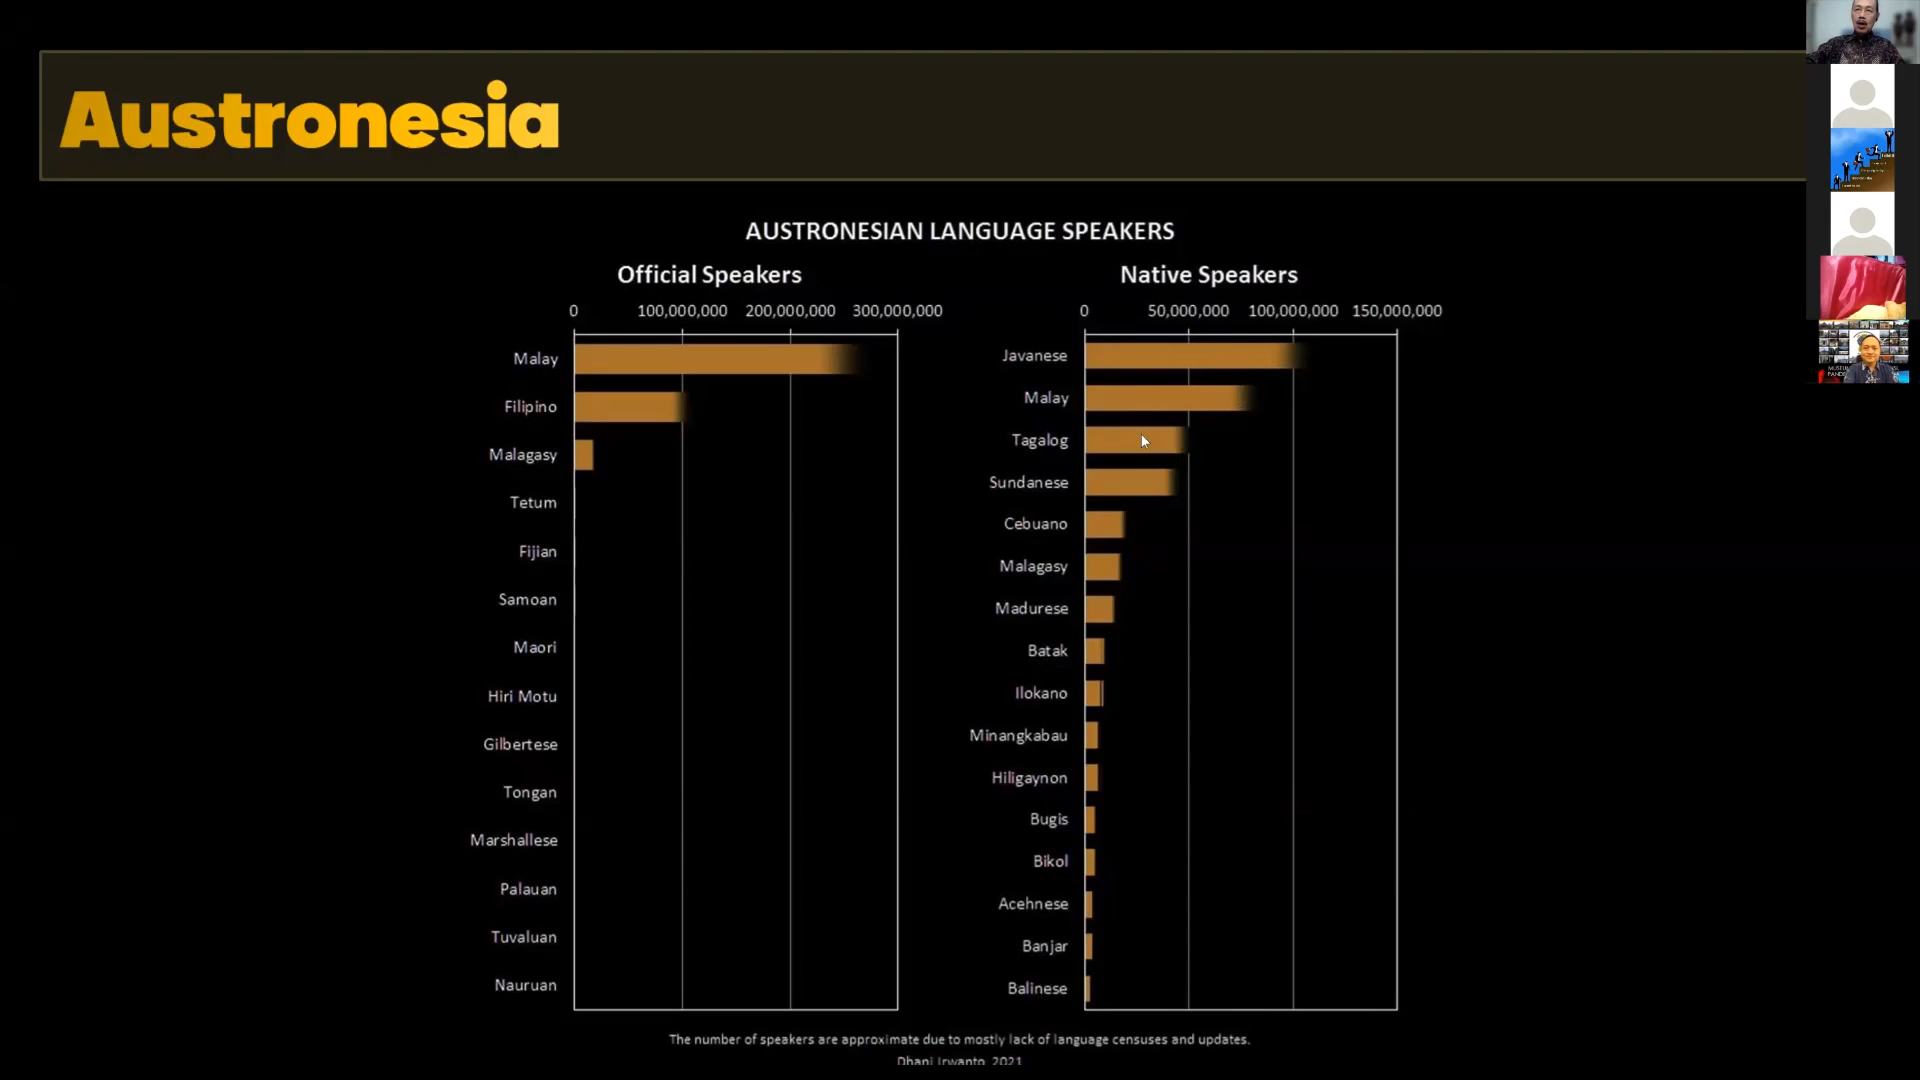 Austronesia
AUSTRONESIAN LANGUAGE SPEAKERS
Official Speakers
0 100,000,000 200,000,000 300,000,000
Malay
Filipino
Malagasy
Tetum
Fijian
Samoan
Maori
Hiri Motu
Gilbertese
Tongan
Marshallese
Palauan
Tuvaluan
Nauruan
Native Speakers
0 50,000,000 100,000,000 150,000,000
Javanese
Malay
Tagalog
Sundanese
Cebuano
Malagasy
Madurese
Batak
Ilokano
Minangkabau
Hiligaynon
Bugis
Bikol
Acehnese
Banjar
Balinese
The number of speakers are approximate due to mostly lack of language censuses and updates.
Dhani Irwanto, 2021